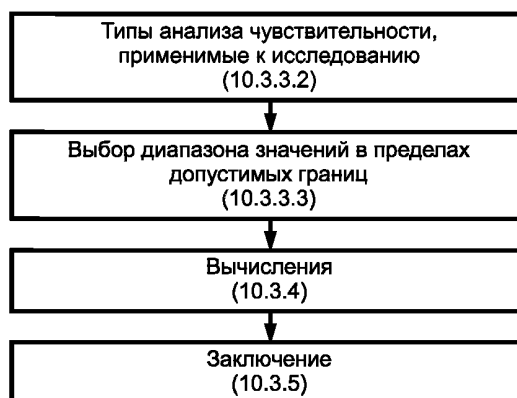 Типы анализа чувствительности,
применимые к исследованию
(10.3.3.2)
Выбор диапазона значений в пределах
допустимых границ
(10.3.3.3)
Вычисления
(10.3.4)
Заключение
(10.3.5)